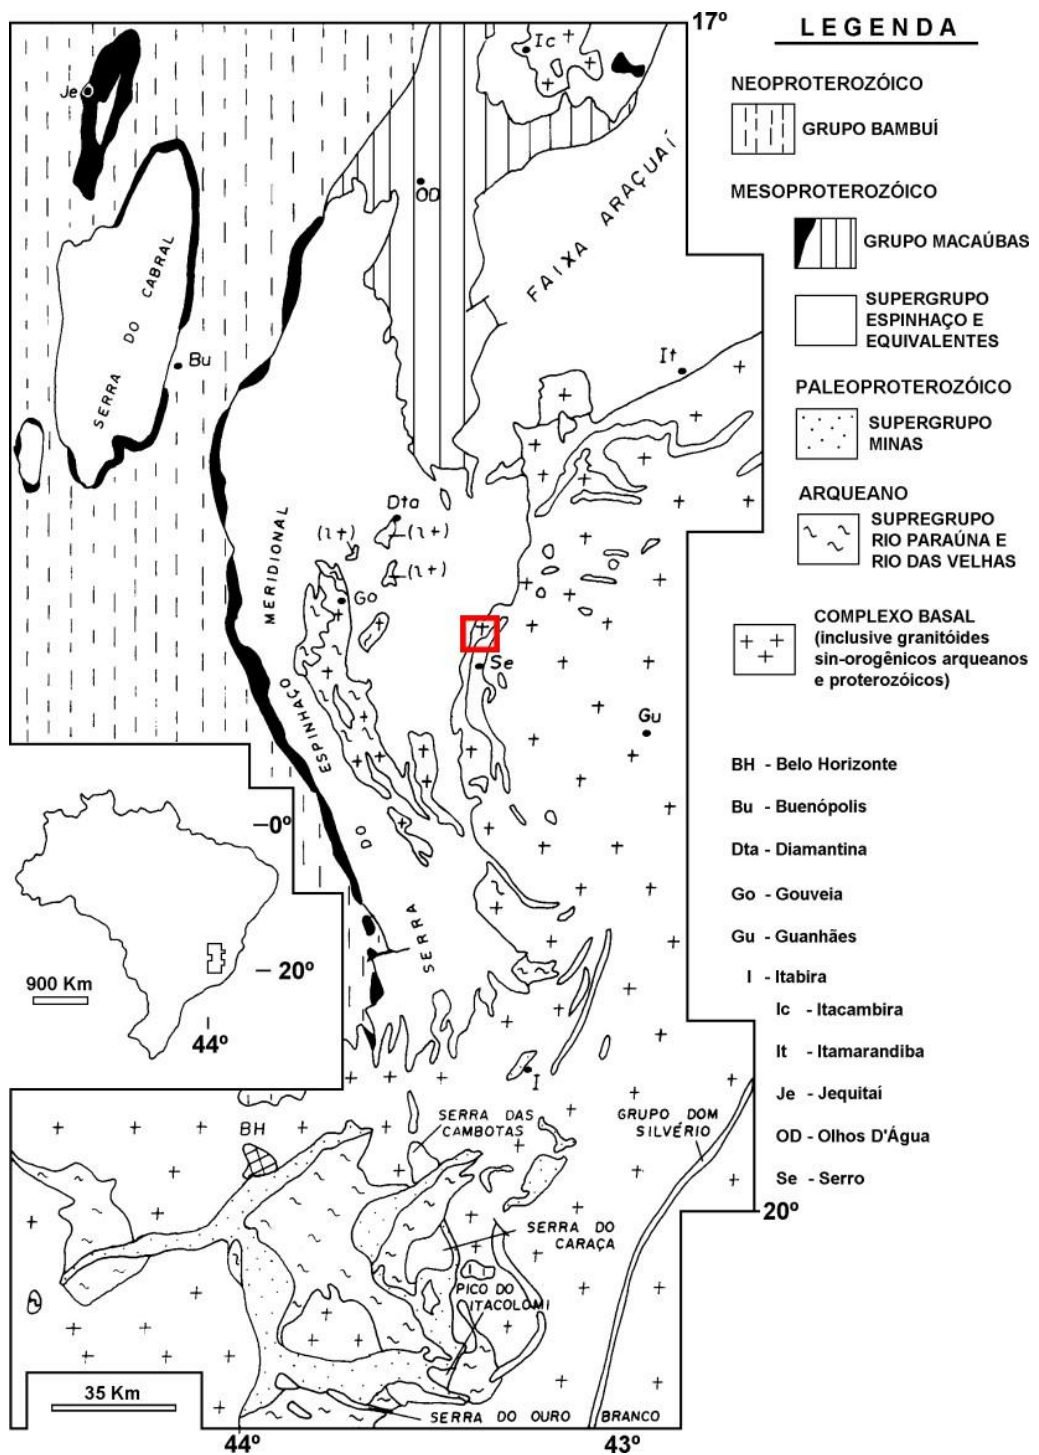 17º
LEGENDA
NEOPROTEROZÓICO
GRUPO BAMBUÍ
MESOPROTEROZÓICO
GRUPO MACAÚBAS
SUPERGRUPO
ESPINHAÇO E
EQUIVALENTES
PALEOPROTEROZÓICO
SUPERGRUPO
MINAS
ARQUEANO
SUPREGRUPO
RIO PARAÚNA E
RIO DAS VELHAS
COMPLEXO BASAL
(inclusive granitóides
sin-orogênicos arqueanos
e proterozóicos)
BH - Belo Horizonte
Bu - Buenópolis
Dta - Diamantina
Go - Gouveia
Gu - Guanhães
I - Itabira
Ic - Itacambira
It - Itamarandiba
Je - Jequitaí
OD - Olhos D'Água
Se - Serro
Ic
Je
OD
FAIXA ARAÇUAÍ
SERRA DO CABRAL
Bu
It
Dta
Go
Se
Gu
SERRA DO ESPINHAÇO MERIDIONAL
0º
20º
900 Km
44º
I
BH
SERRA DAS
CAMBOTAS
GRUPO DOM
SILVÉRIO
SERRA DO
CARAÇA
PICO DO
ITACOLOMI
SERRA DO OURO BRANCO
20º
35 Km
44º
43º